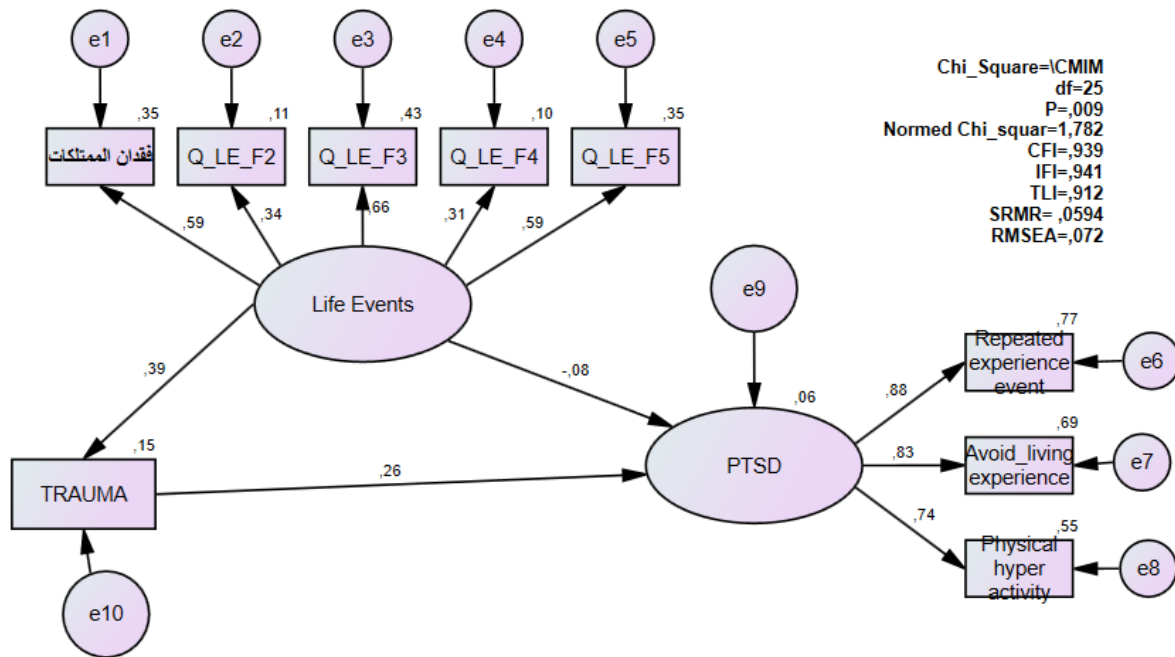 e1
e2
e3
e4
e5
,35
,11
,43
,10
,35
فقدان الممتلكات
Q_LE_F2
Q_LE_F3
Q_LE_F4
Q_LE_F5
Chi_Square=\CMIM
df=25
P=,009
Normed Chi_squar=1,782
CFI=,939
IFI=,941
TLI=,912
SRMR= ,0594
RMSEA=,072
,59
,34
,66
,31
,59
Life Events
e9
,77
Repeated
experience
event
e6
,39
-,08
,88
,06
,15
TRAUMA
,26
PTSD
,83
,69
Avoid_living
experience
e7
,74
,55
Physical
hyper
activity
e8
e10